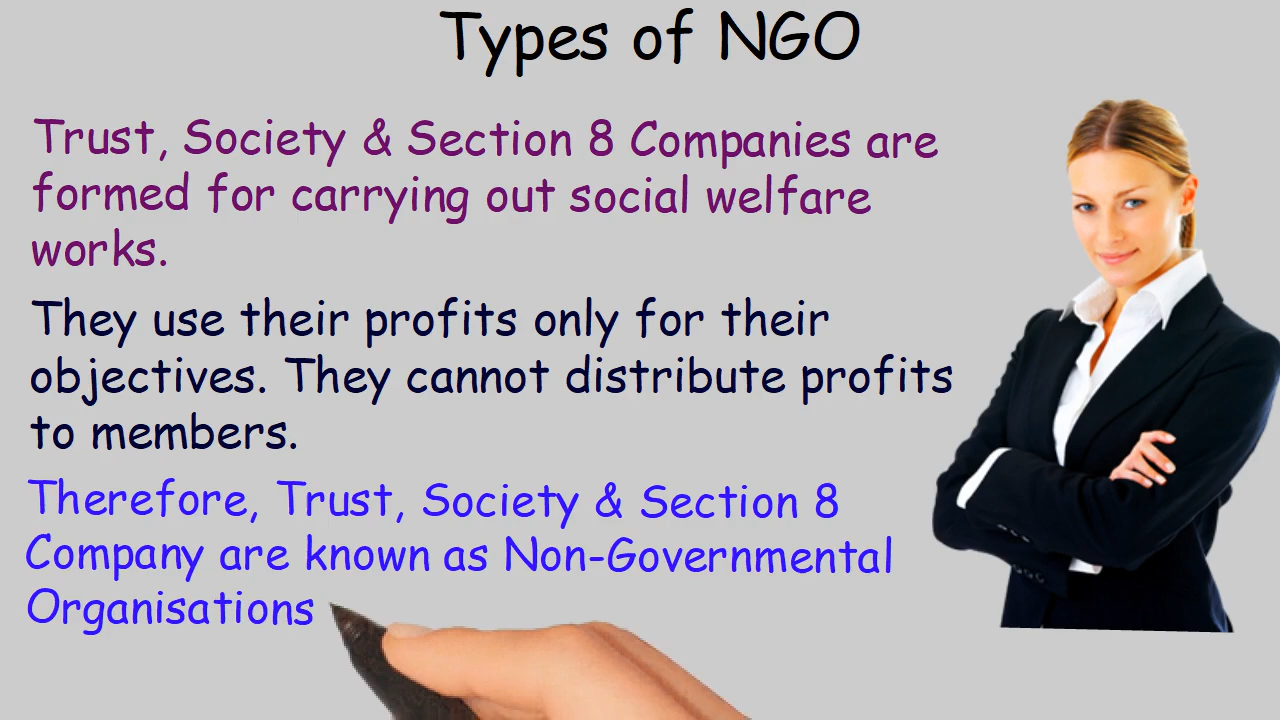 Types of NGO
Trust, Society & Section 8 Companies are
formed for carrying out social welfare
works.
They use their profits only for their
objectives. They cannot distribute profits
to members.
Therefore, Trust, Society & Section 8
Company are known as Non-Governmental
Organisations